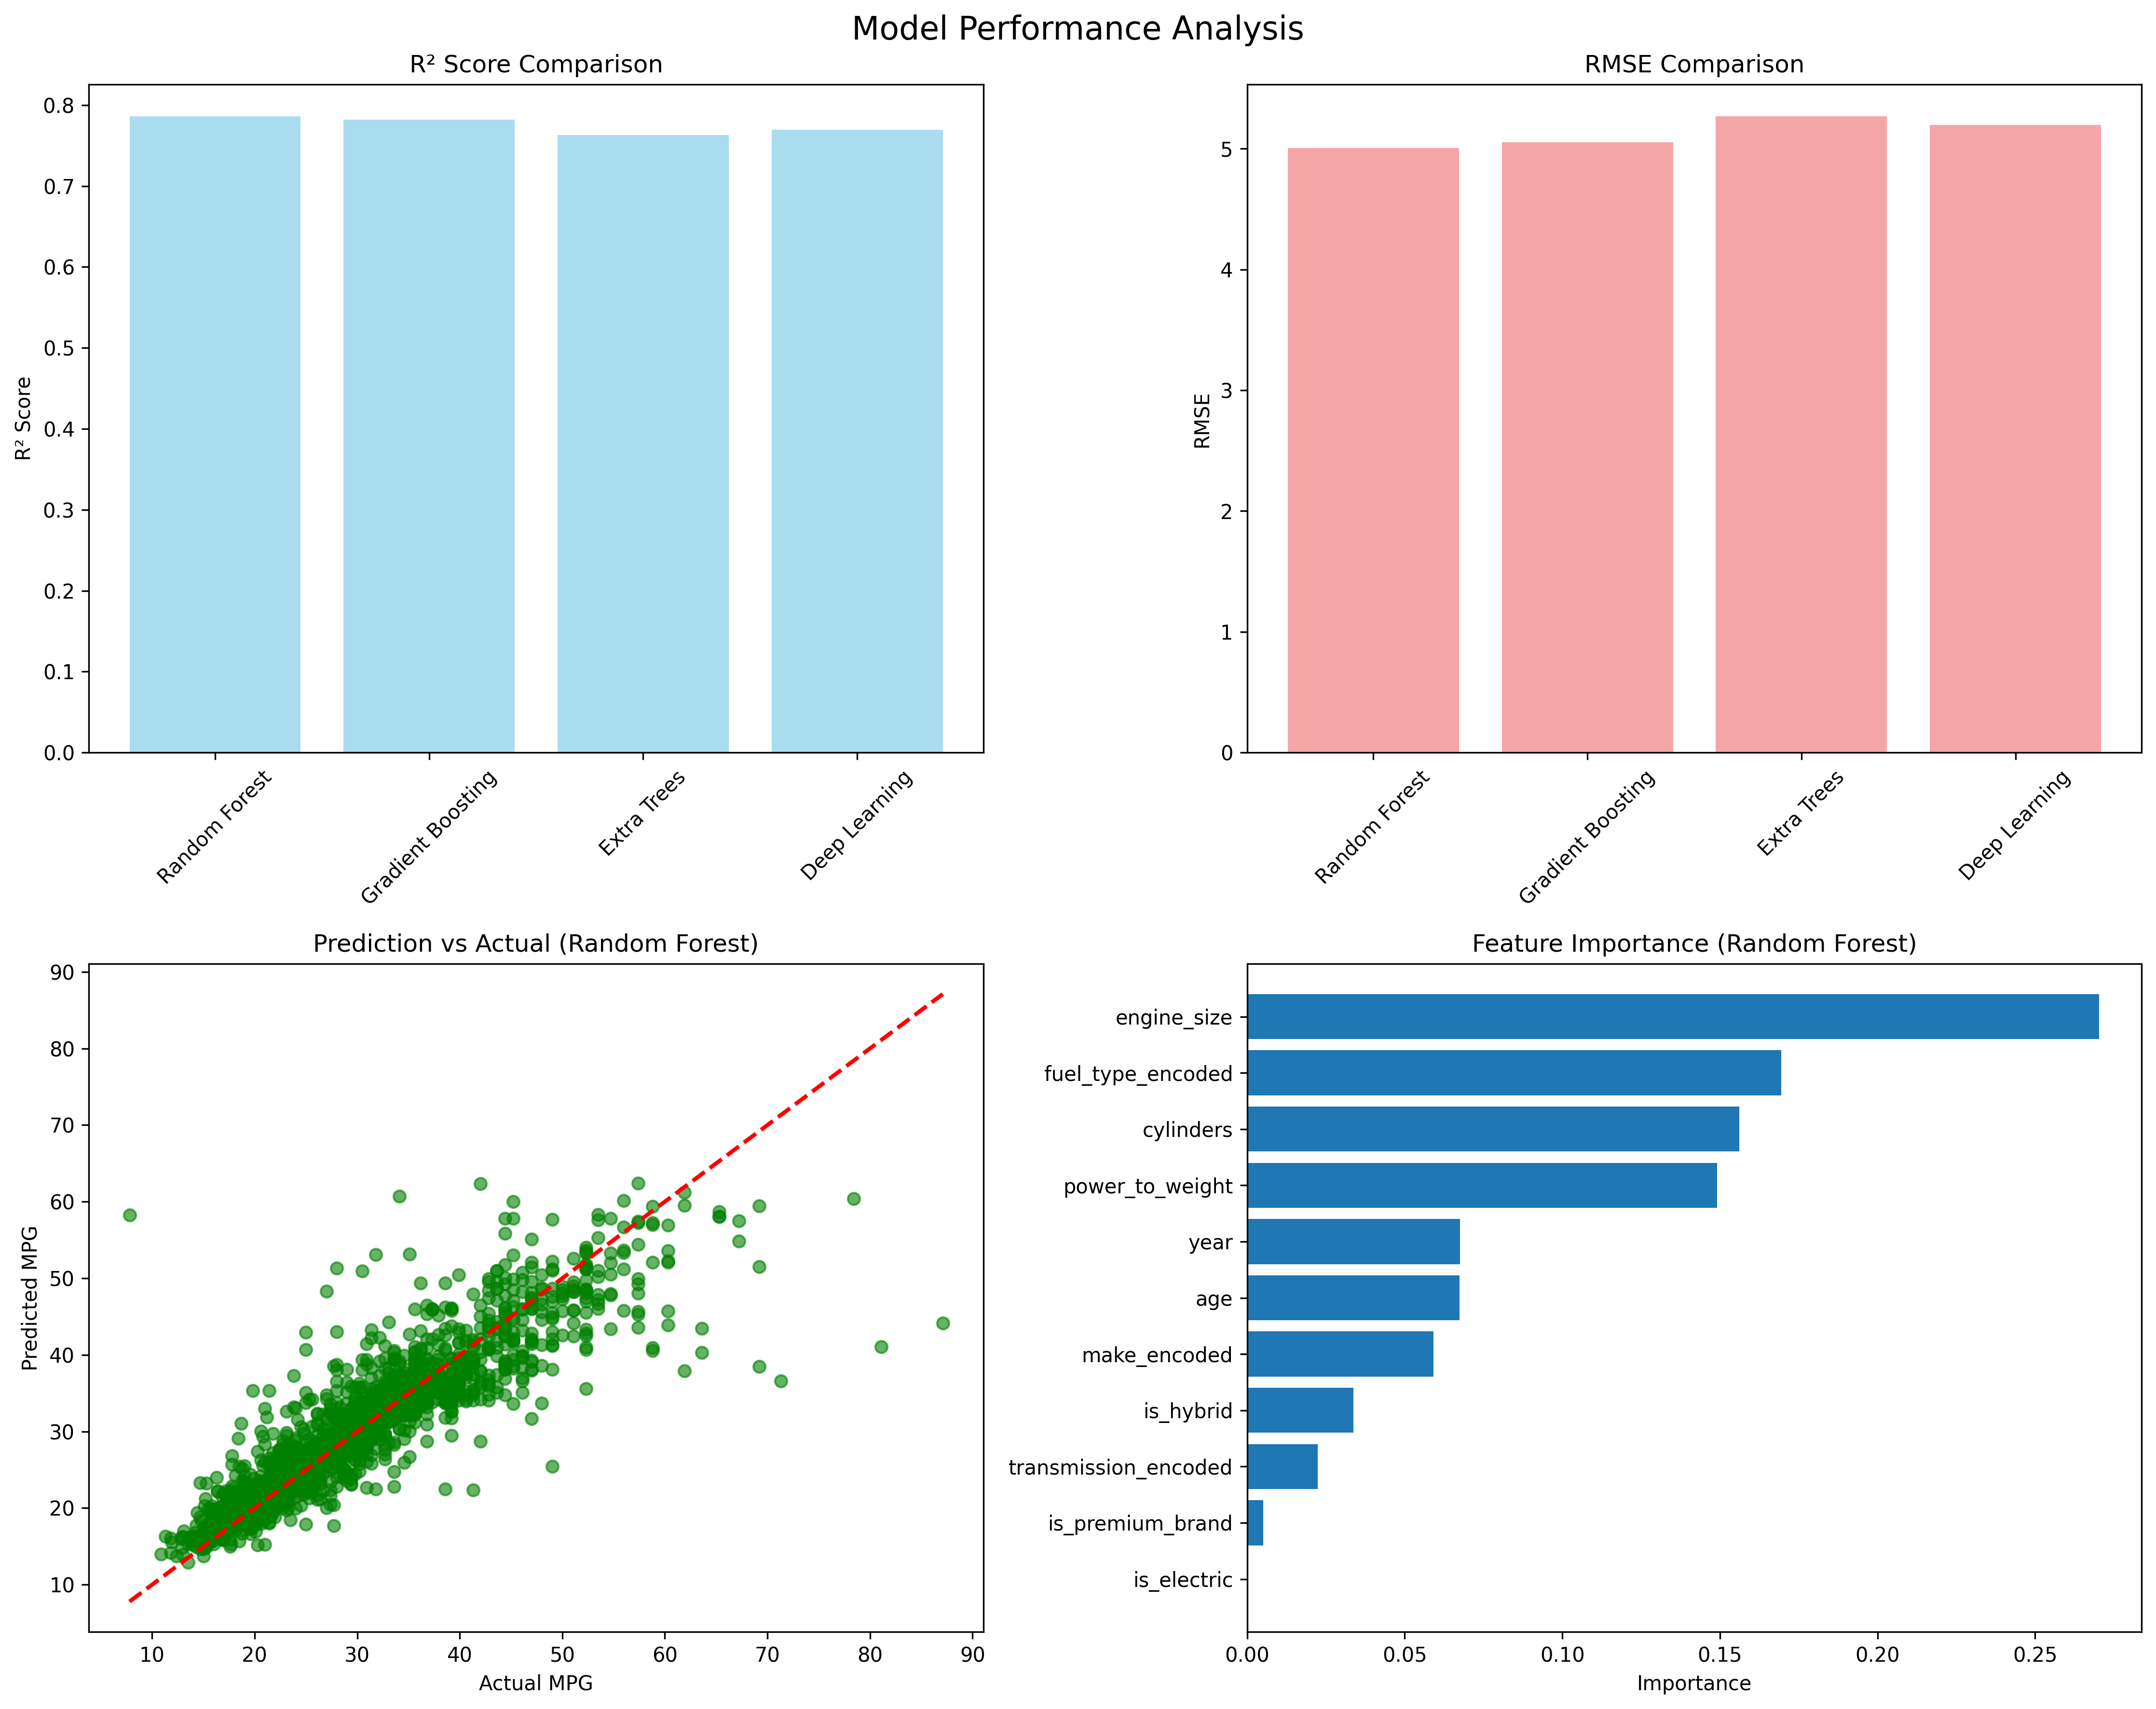 Model Performance Analysis
R² Score Comparison
R² Score
0.8
0.7
0.6
0.5
0.4
0.3
0.2
0.1
0.0
Random Forest
Gradient Boosting
Extra Trees
Deep Learning
RMSE Comparison
RMSE
5
4
3
2
1
0
Random Forest
Gradient Boosting
Extra Trees
Deep Learning
Prediction vs Actual (Random Forest)
Predicted MPG
90
80
70
60
50
40
30
20
10
10 20 30 40 50 60 70 80 90
Actual MPG
Feature Importance (Random Forest)
engine_size
fuel_type_encoded
cylinders
power_to_weight
year
age
make_encoded
is_hybrid
transmission_encoded
is_premium_brand
is_electric
0.00 0.05 0.10 0.15 0.20 0.25
Importance